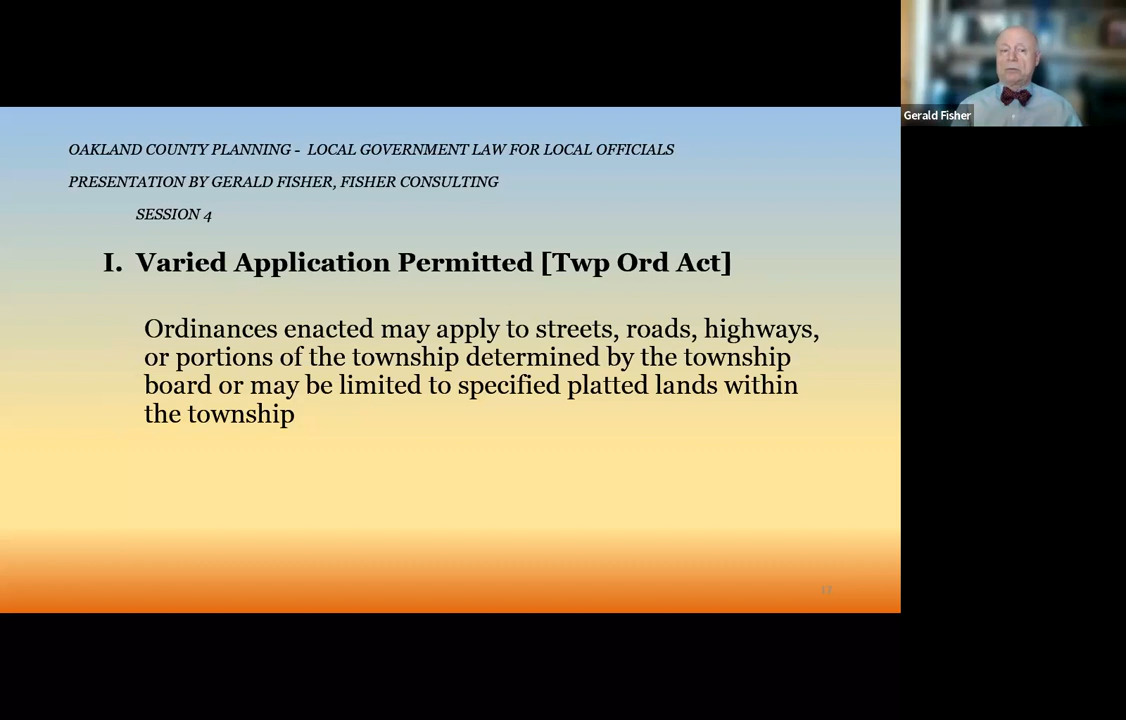 Gerald Fisher
OAKLAND COUNTY PLANNING - LOCAL GOVERNMENT LAW FOR LOCAL OFFICIALS
PRESENTATION BY GERALD FISHER, FISHER CONSULTING
SESSION 4
I. Varied Application Permitted [Twp Ord Act]
Ordinances enacted may apply to streets, roads, highways,
or portions of the township determined by the township
board or may be limited to specified platted lands within
the township